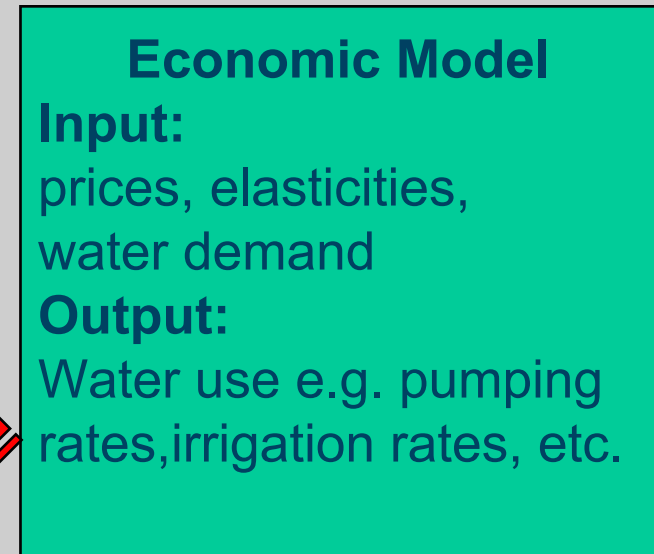 Economic Model
Input:
prices, elasticities,
water demand
Output:
Water use e.g. pumping
rates,irrigation rates, etc.